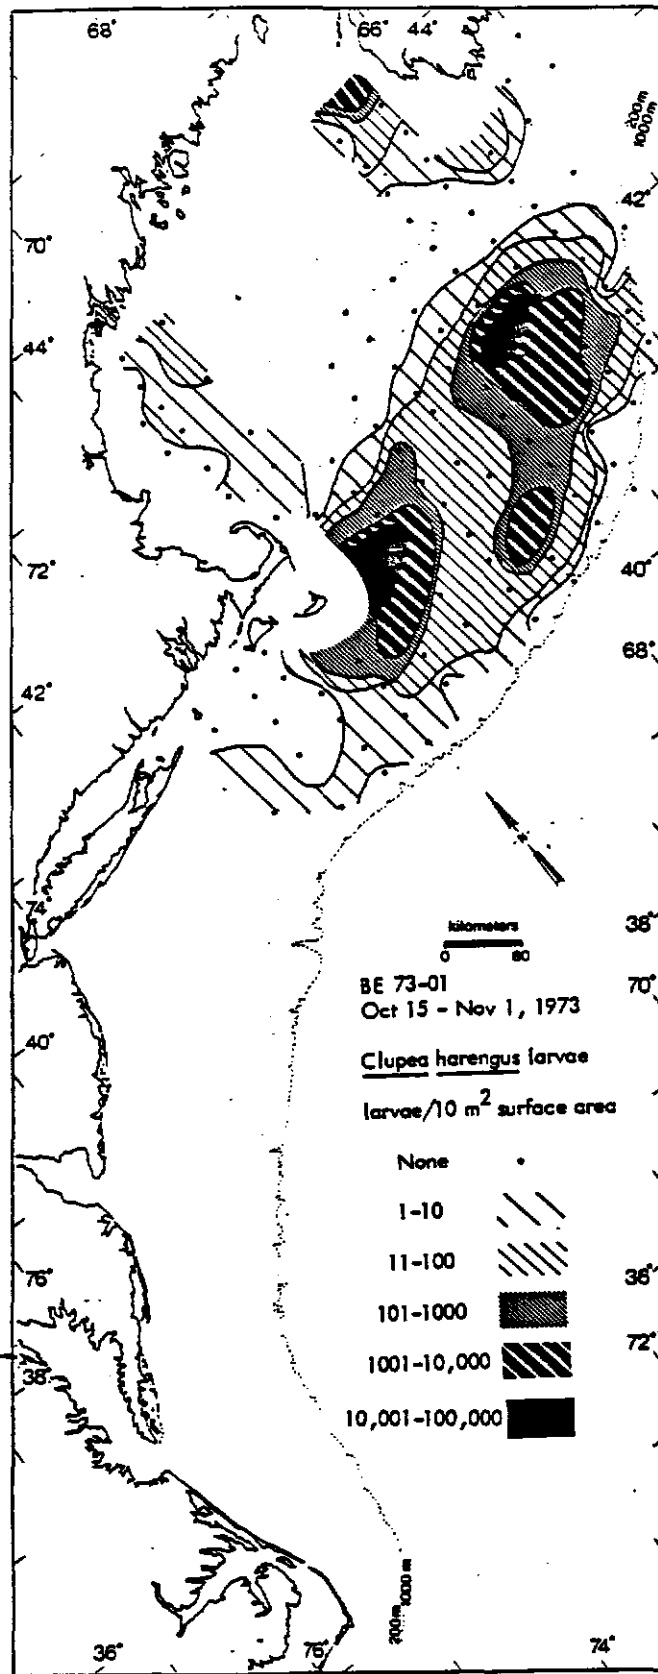 68°
66°
44°
200m
1000m
42°
70°
44°
72°
40°
68°
42°
74°
38°
kilometers
0 80
BE 73-01
70°
Oct 15 - Nov 1, 1973
40°
Clupea harengus larvae
larvae/10 m² surface area
None
1-10
11-100
76°
36°
101-1000
72°
1001-10,000
38°
10,001-100,000
200m
1000m
36°
76°
74°